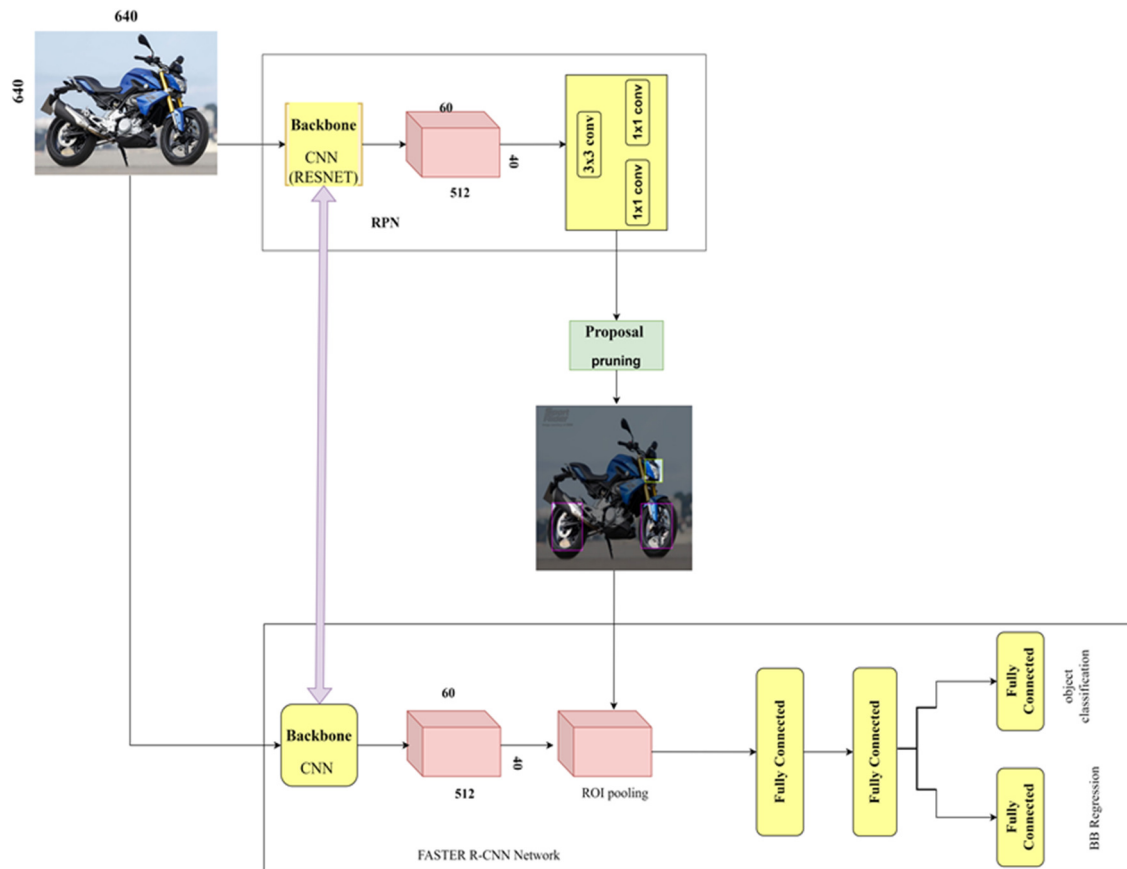 640
640
Backbone
CNN
(RESNET)
60
40
512
3x3 conv
1x1 conv
1x1 conv
RPN
Proposal
pruning
Backbone
CNN
60
40
512
ROI pooling
Fully Connected
Fully Connected
Fully
Connected
object
classification
Fully
Connected
BB Regression
FASTER R-CNN Network